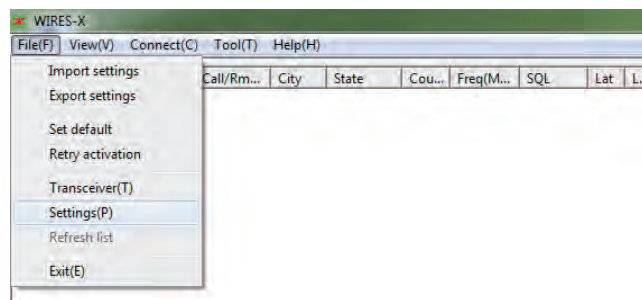 WIRES-X
File(F) View(V) Connect(C) Tool(T) Help(H)
Call/Rm... City State Cou... Freq(M... SQL Lat L.
Import settings
Export settings
Set default
Retry activation
Transceiver(T)
Settings(P)
Refresh list
Exit(E)